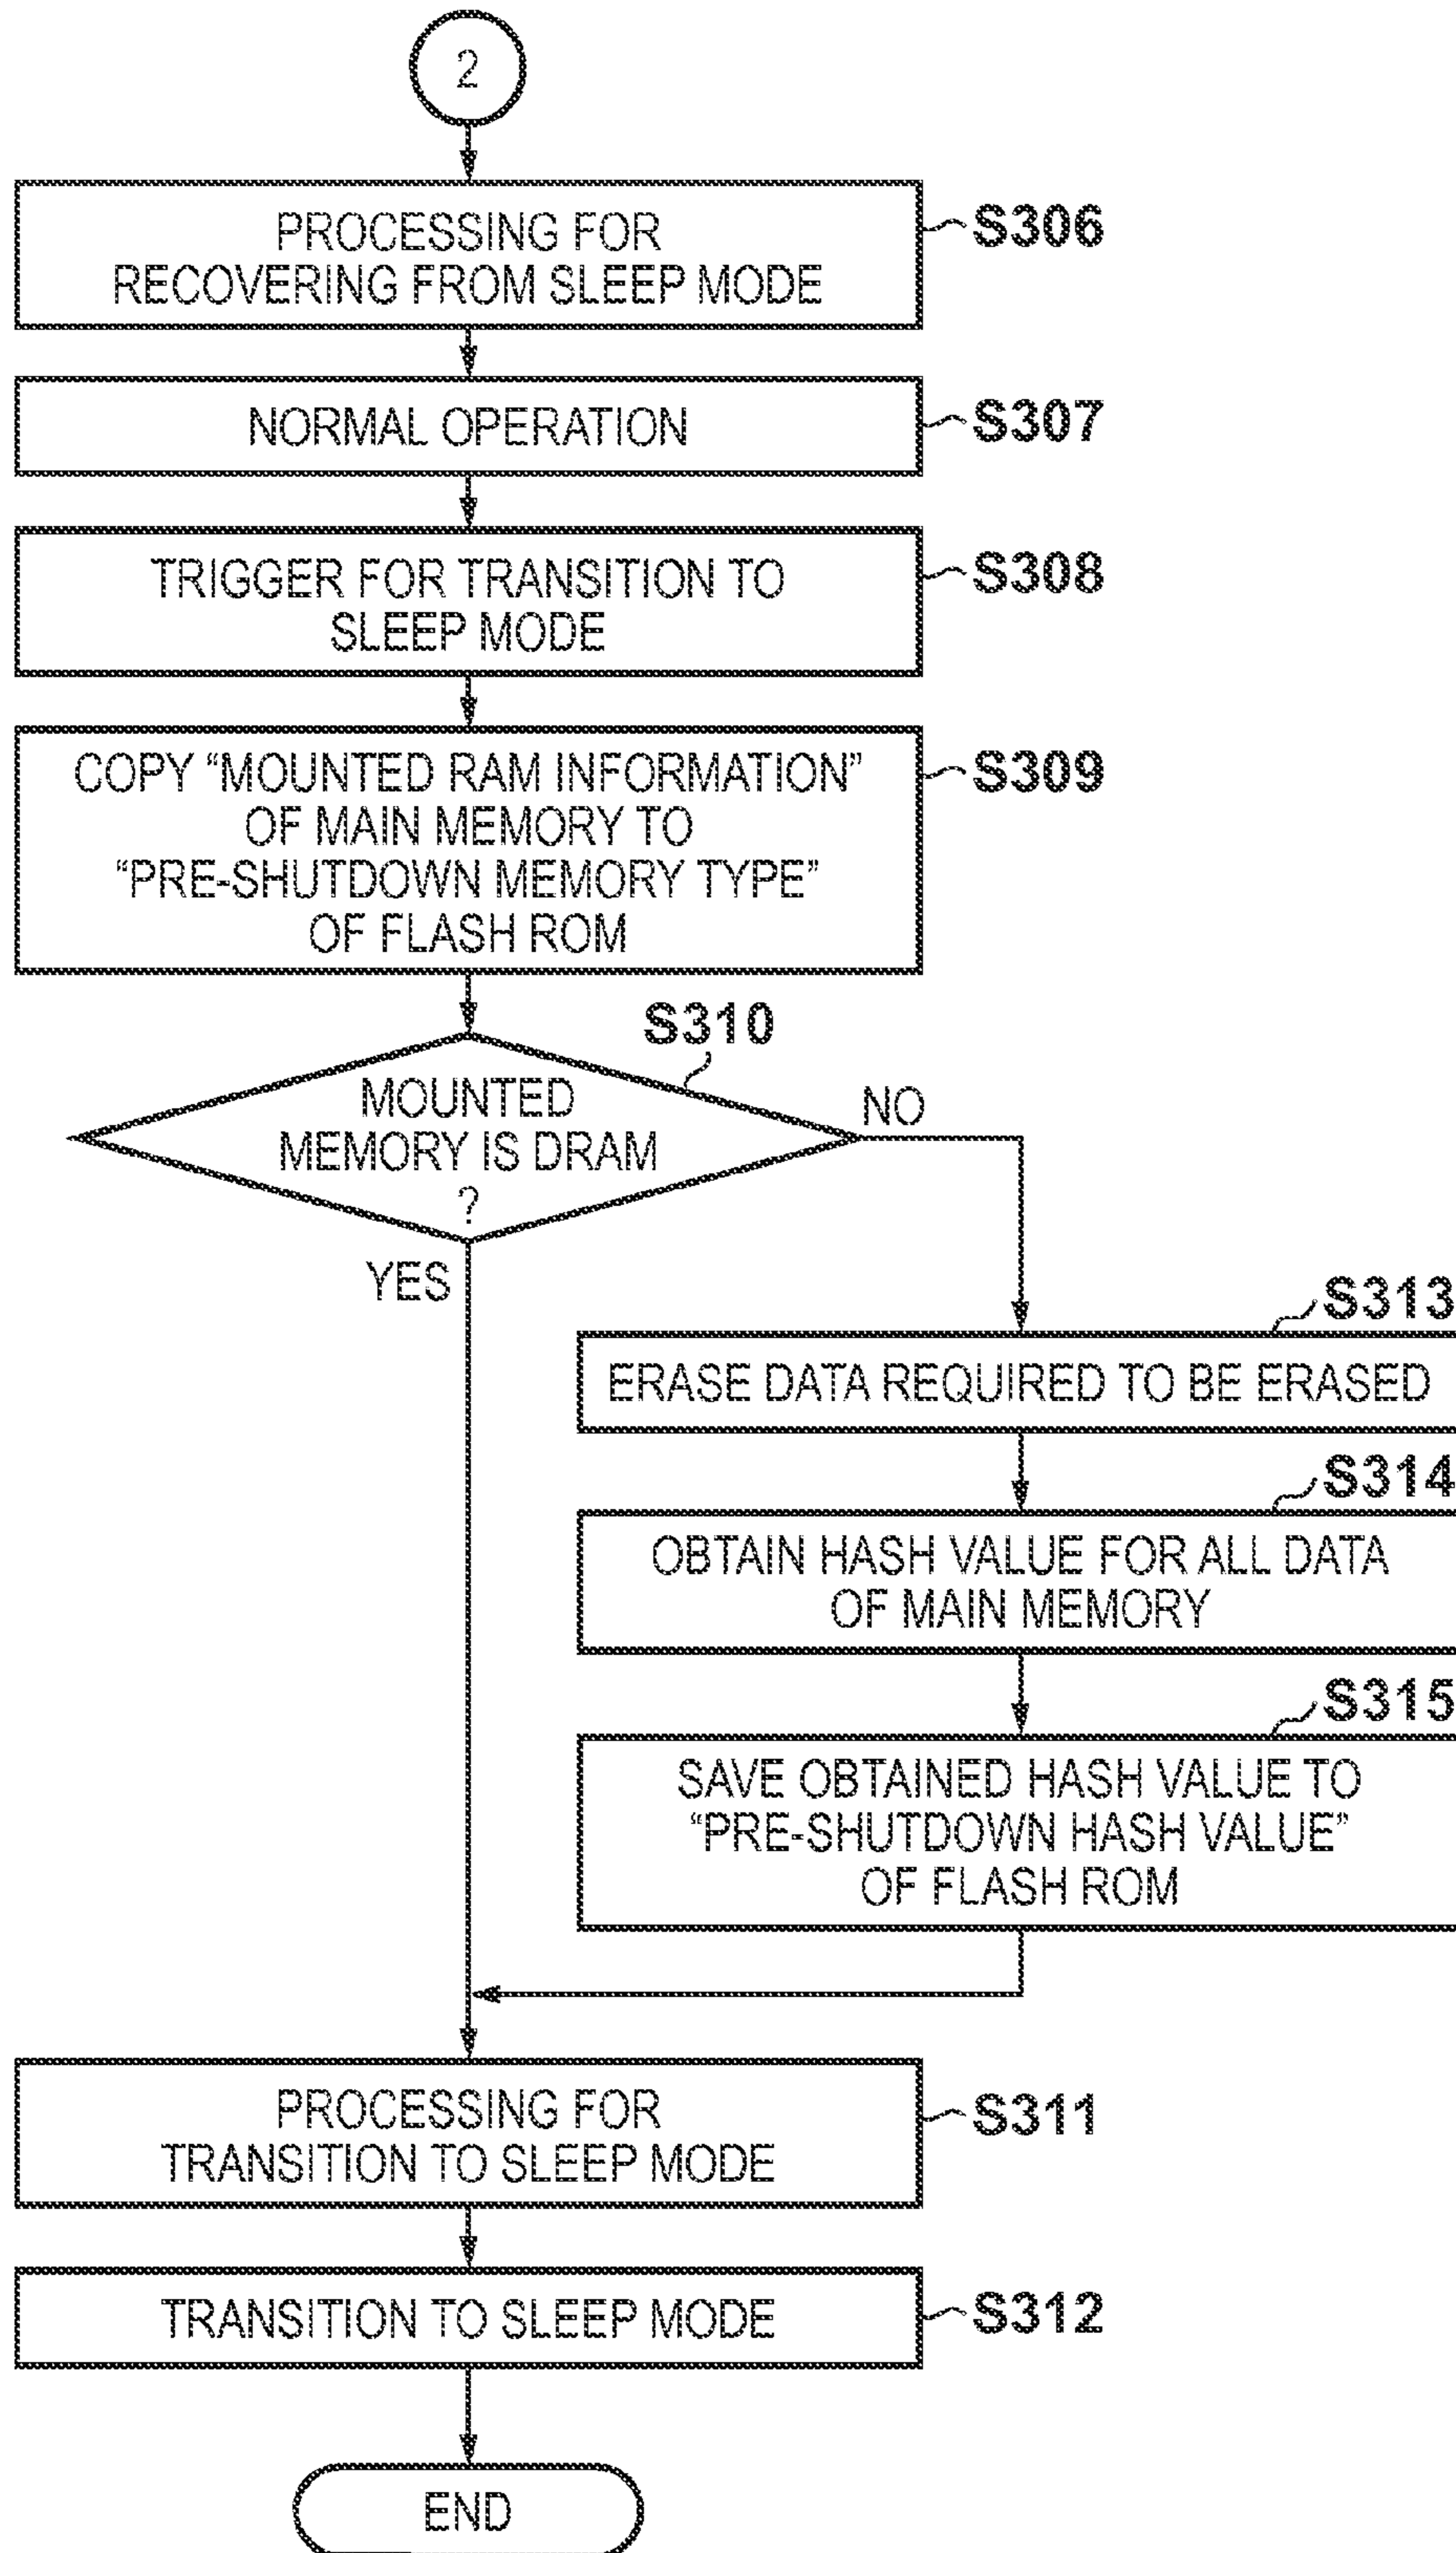 2
PROCESSING FOR
RECOVERING FROM SLEEP MODE
S306
NORMAL OPERATION
S307
TRIGGER FOR TRANSITION TO
SLEEP MODE
S308
COPY “MOUNTED RAM INFORMATION”
OF MAIN MEMORY TO
“PRE-SHUTDOWN MEMORY TYPE”
OF FLASH ROM
S309
S310
MOUNTED
MEMORY IS DRAM
?
NO
YES
S313
ERASE DATA REQUIRED TO BE ERASED
S314
OBTAIN HASH VALUE FOR ALL DATA
OF MAIN MEMORY
S315
SAVE OBTAINED HASH VALUE TO
“PRE-SHUTDOWN HASH VALUE”
OF FLASH ROM
PROCESSING FOR
TRANSITION TO SLEEP MODE
S311
TRANSITION TO SLEEP MODE
S312
END